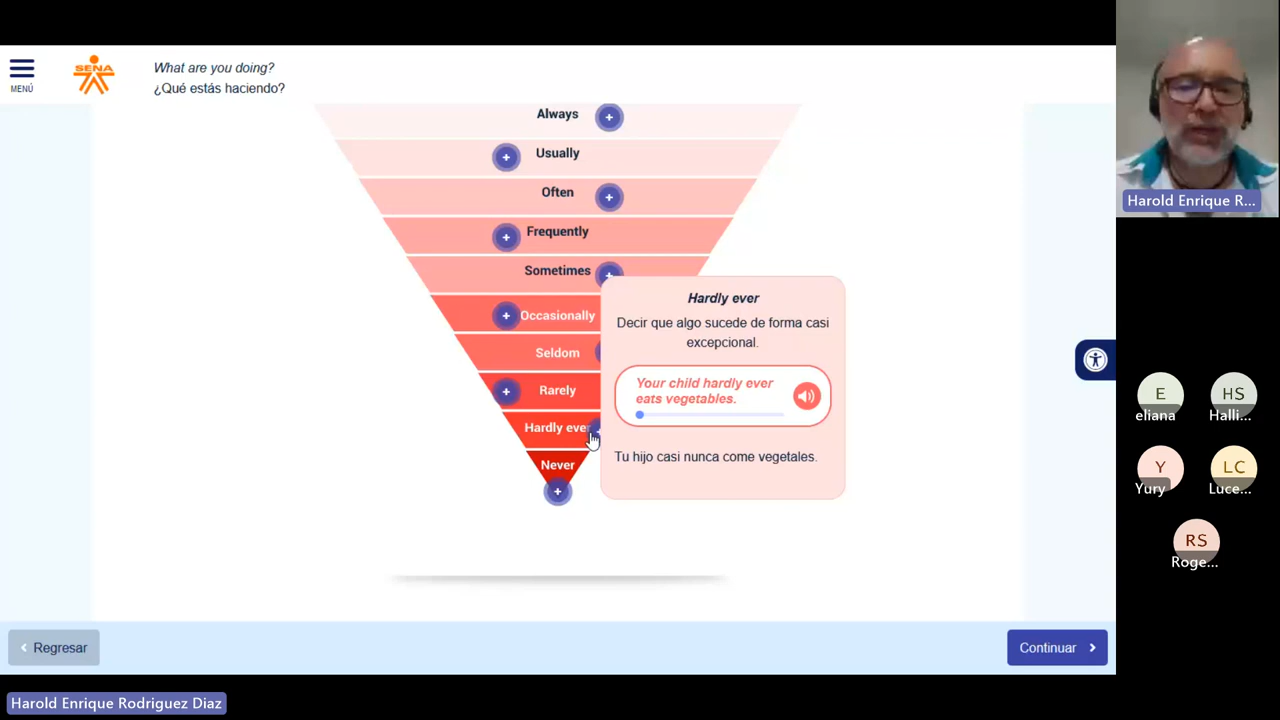 What are you doing?
SENA
MENÚ
¿Qué estás haciendo?
Always
+
Usually
+
Often
+
Frequently
+
Sometimes
+
Occasionally
+
Seldom
Rarely
+
Hardly ever
Never
+
Hardly ever
Decir que algo sucede de forma casi
excepcional.
Your child hardly ever
eats vegetables.
Tu hijo casi nunca come vegetales.
Regresar
Continuar
Harold Enrique R...
E
eliana
HS
Halli...
Y
Yury
LC
Luce...
RS
Roge...
Harold Enrique Rodriguez Diaz